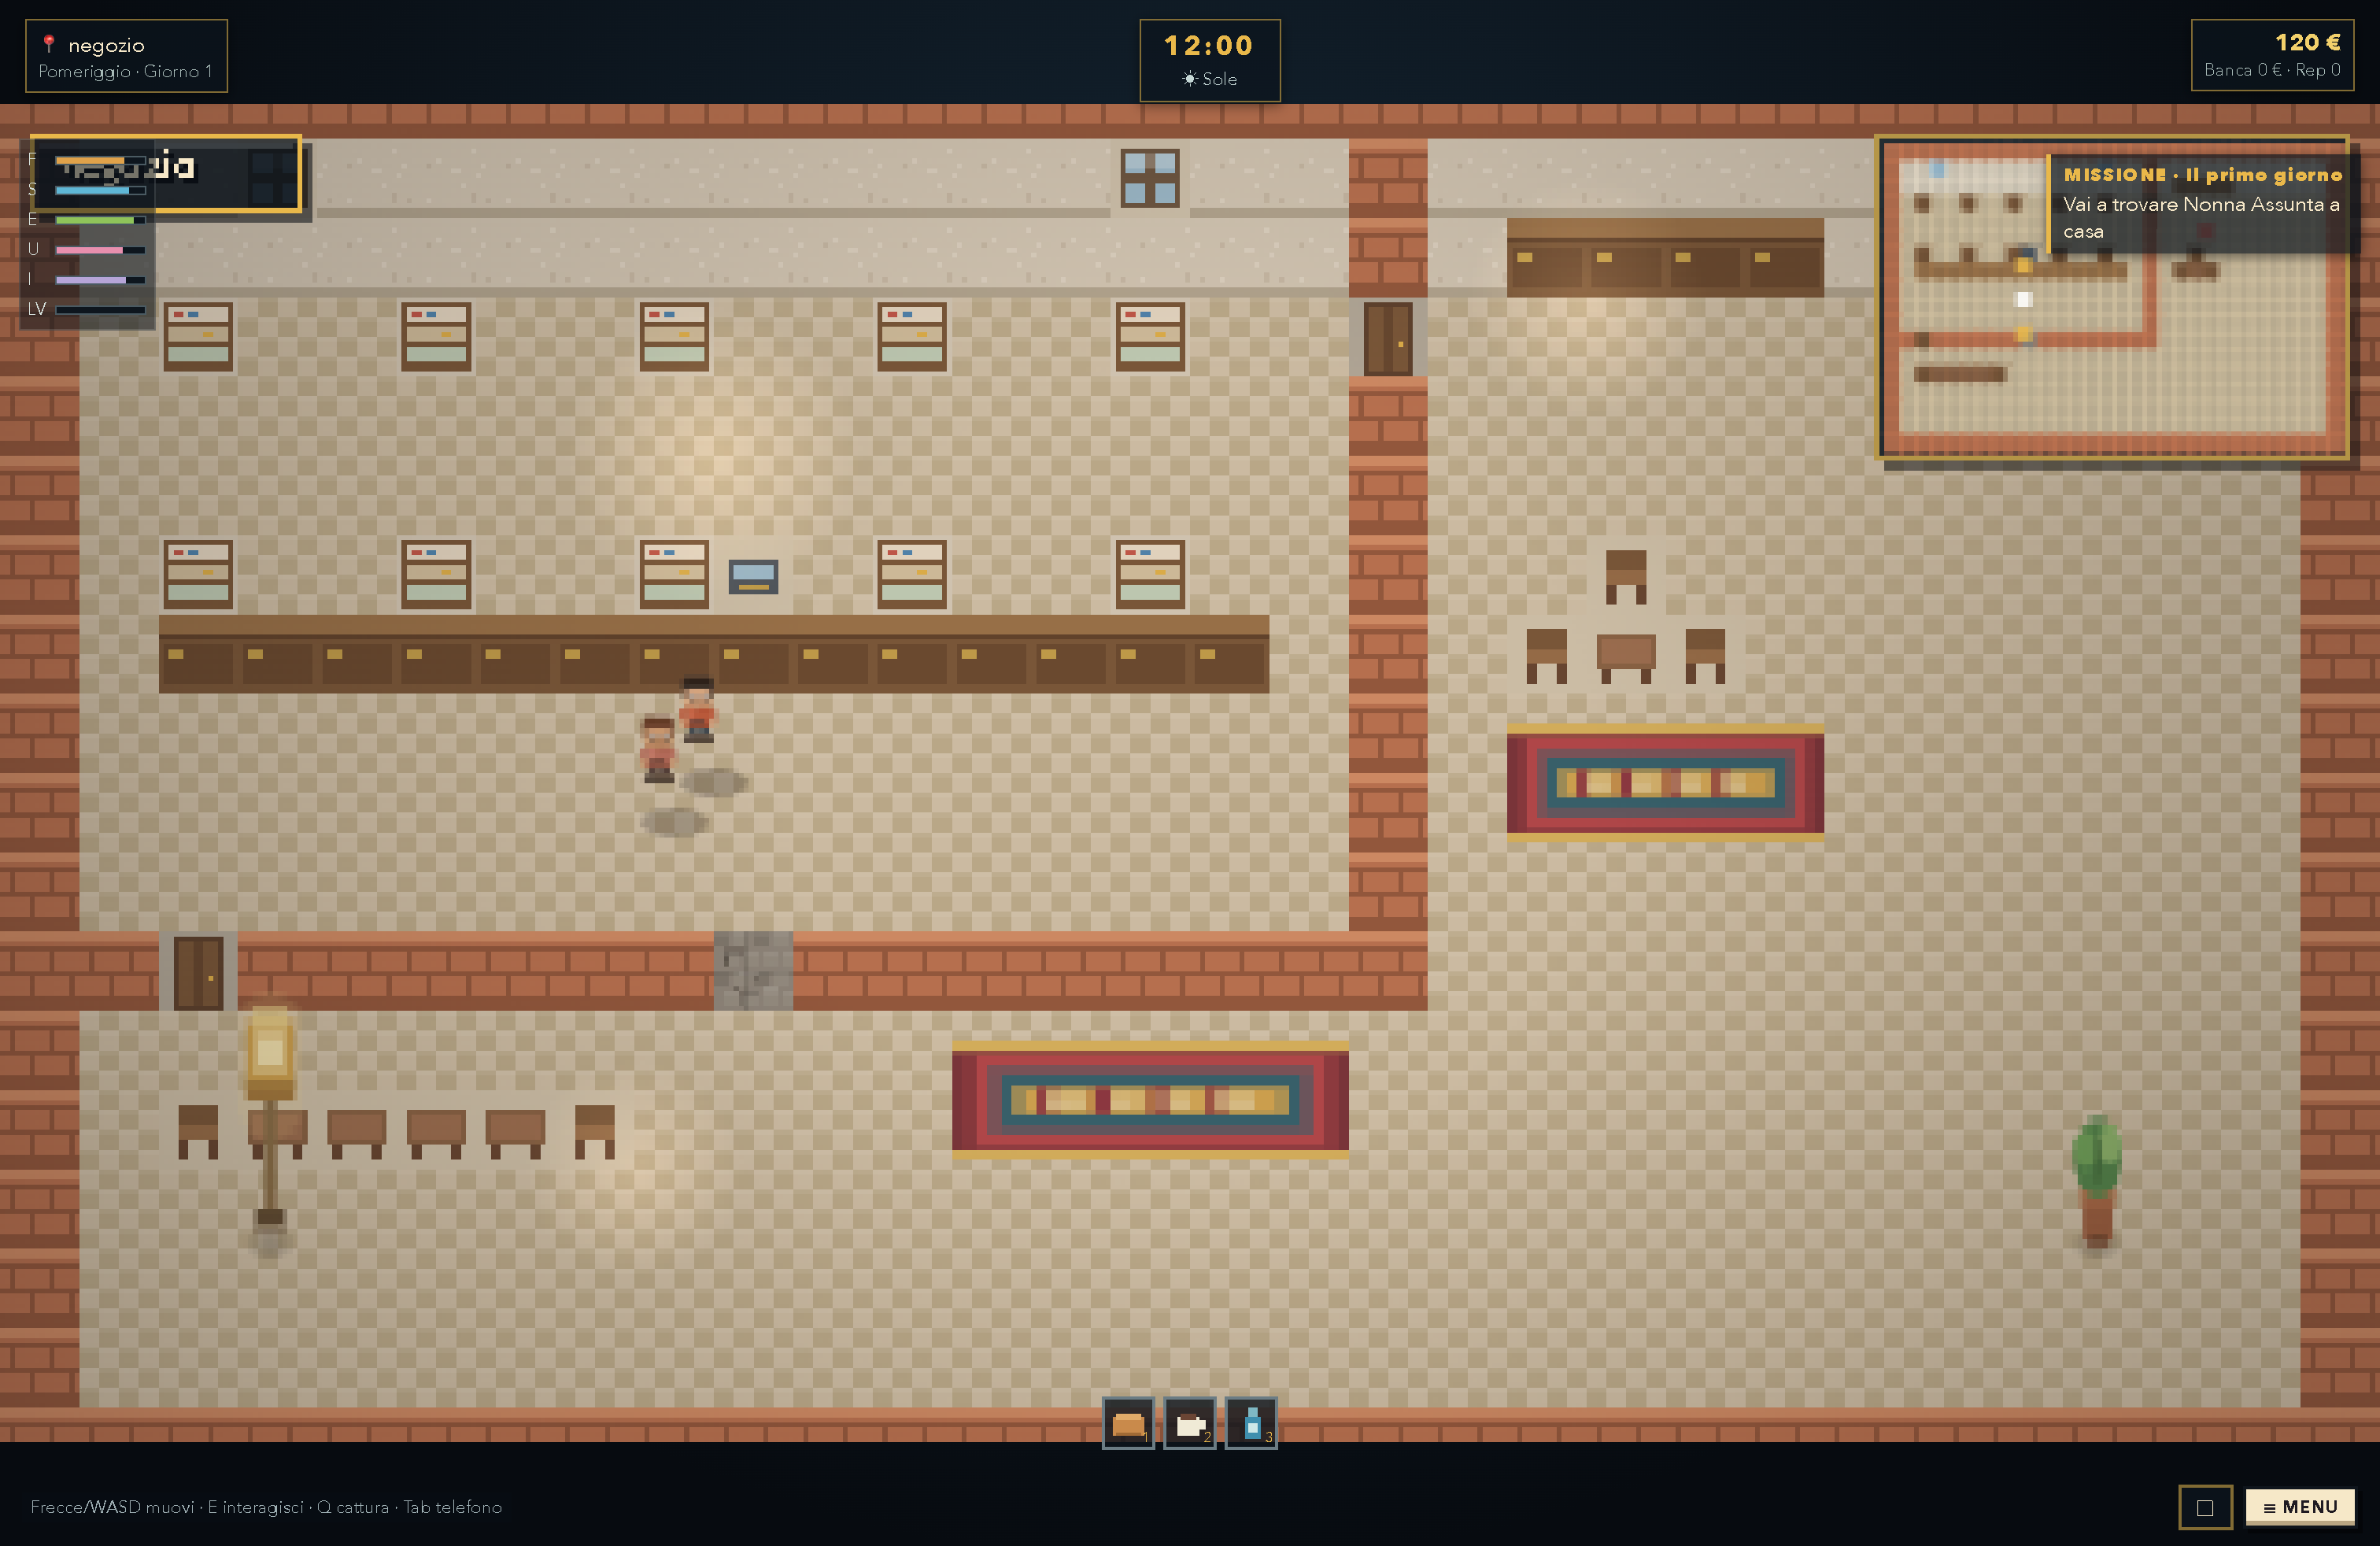 negozio
Pomeriggio · Giorno 1
12:00
Sole
120 €
Banca 0 € · Rep 0
F
S
E
U
I
LV
MISSIONE · Il primo giorno
Vai a trovare Nonna Assunta a
casa
1
2
3
Frecce/WASD muovi · E interagisci · Q cattura · Tab telefono
≡ MENU